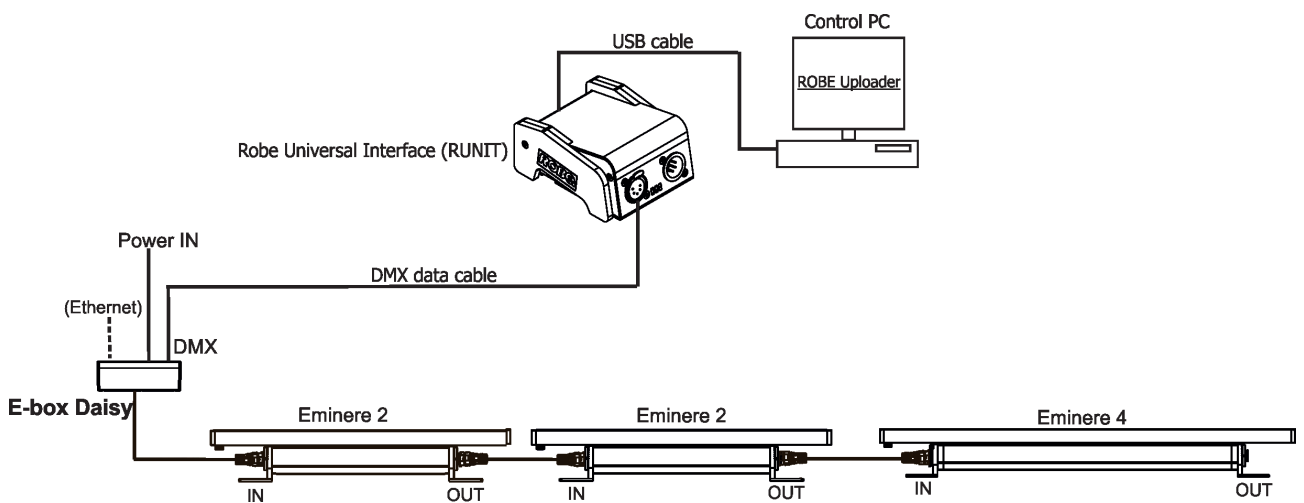 Control PC
USB cable
ROBE Uploader
Robe Universal Interface (RUNIT)
ROBE
Power IN
DMX data cable
(Ethernet)
DMX
E-box Daisy
Eminere 2
Eminere 2
Eminere 4
IN
OUT
IN
OUT
IN
OUT